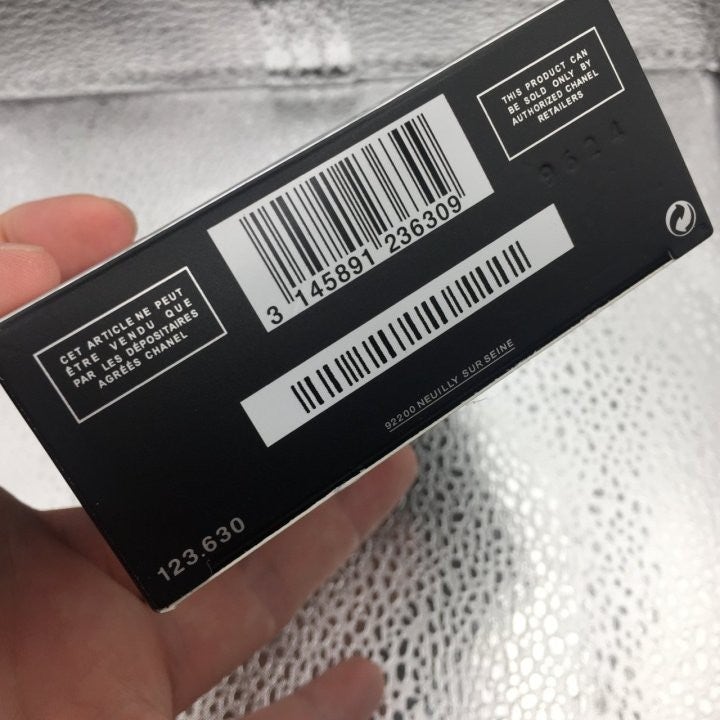 CET ARTICLE NE PEUT
ÊTRE VENDU QUE
PAR LES DÉPOSITAIRES
AGRÉÉS CHANEL
3 145891 236309
THIS PRODUCT CAN
BE SOLD ONLY BY
AUTHORIZED CHANEL
RETAILERS
9624
92200 NEUILLY SUR SEINE
123.630